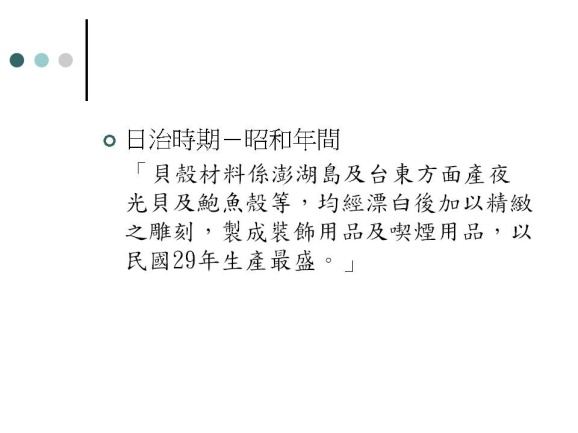 日治時期－昭和年間
「貝殼材料係澎湖島及台東方面產夜
光貝及鮑魚殼等，均經漂白後加以精緻
之雕刻，製成裝飾用品及喫煙用品，以
民國29年生產最盛。」